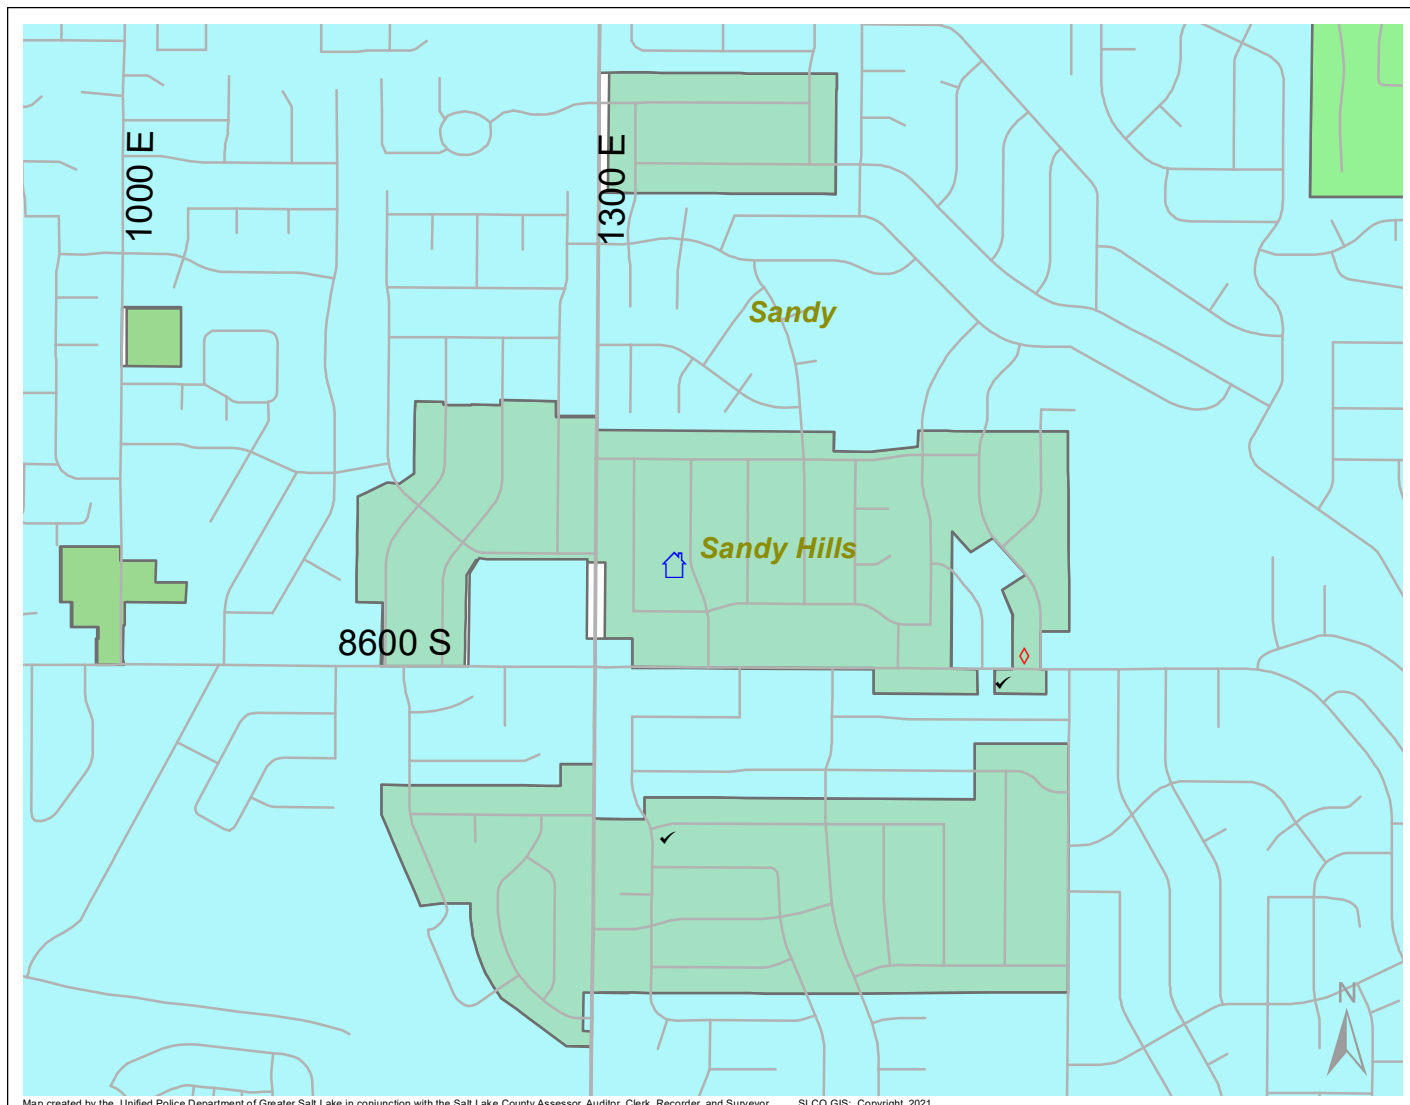 1000 E
1300 E
Sandy
Sandy Hills
8600 S
N
Map created by the Unified Police Department of Greater Salt Lake in conjunction with the Salt Lake County Assessor, Auditor, Clerk, Recorder, and Surveyor. SLCO GIS: Copyright 2021